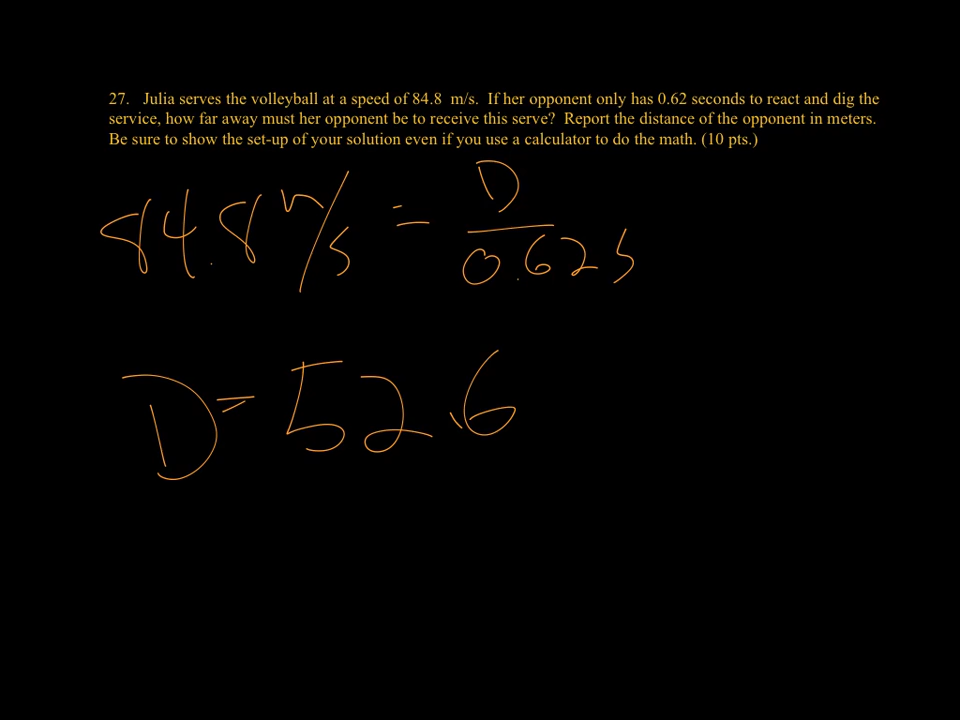 27. Julia serves the volleyball at a speed of 84.8 m/s. If her opponent only has 0.62 seconds to react and dig the
service, how far away must her opponent be to receive this serve? Report the distance of the opponent in meters.
Be sure to show the set-up of your solution even if you use a calculator to do the math. (10 pts.)
84.8 m/s = D / 0.62 s
D = 52.6